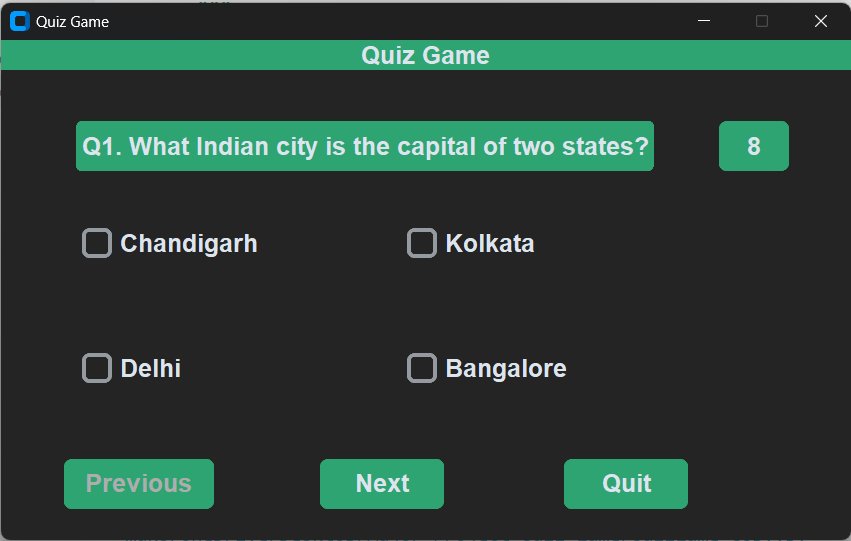 Quiz Game
Quiz Game
Q1. What Indian city is the capital of two states?
8
Chandigarh
Kolkata
Delhi
Bangalore
Previous
Next
Quit